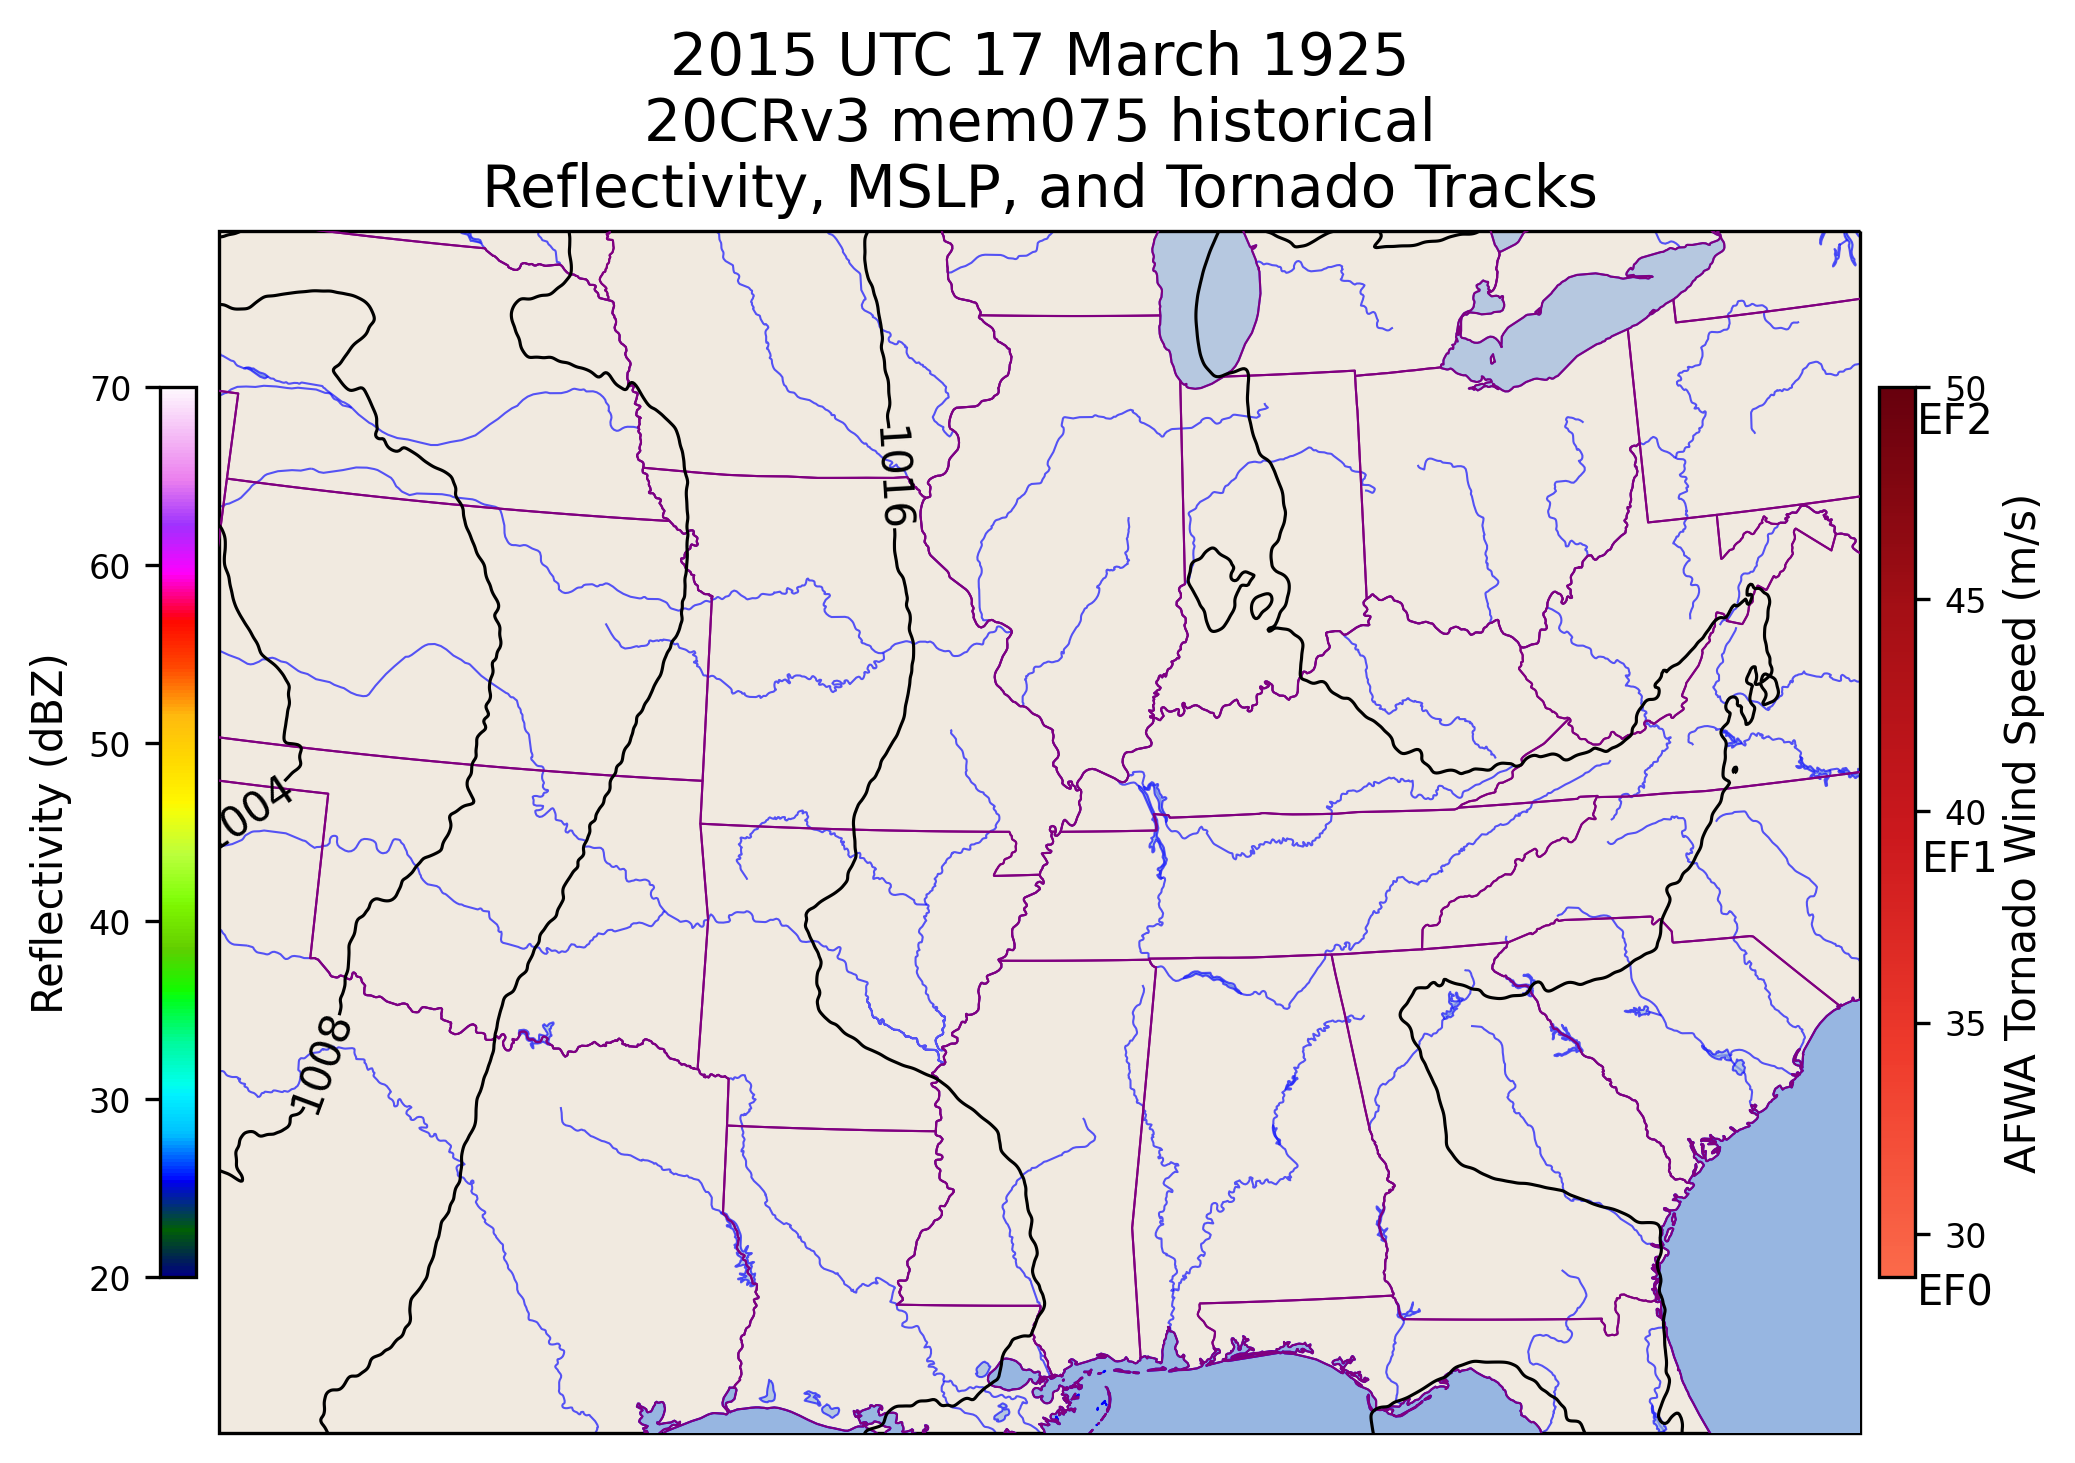 2015 UTC 17 March 1925
20CRv3 mem075 historical
Reflectivity, MSLP, and Tornado Tracks
Reflectivity (dBZ)
70
60
50
40
30
20
1016
1004
1008
50
EF2
45
40
EF1
35
30
EF0
AFWA Tornado Wind Speed (m/s)